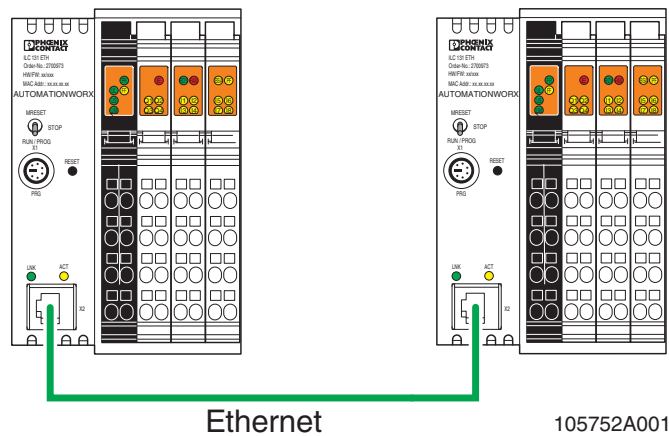 PHŒNIX
CONTACT
ILC 131 ETH
Order-No.: 2700973
HW/FW: xx/xxx
MAC Addr.: xx.xx.xx.xx
AUTOMATIONWORX
MRESET
STOP
RUN / PROG
X1
RESET
PRG
LNK
ACT
X2
PHŒNIX
CONTACT
ILC 131 ETH
Order-No.: 2700973
HW/FW: xx/xxx
MAC Addr.: xx.xx.xx.xx
AUTOMATIONWORX
MRESET
STOP
RUN / PROG
X1
RESET
PRG
LNK
ACT
X2
Ethernet
105752A001